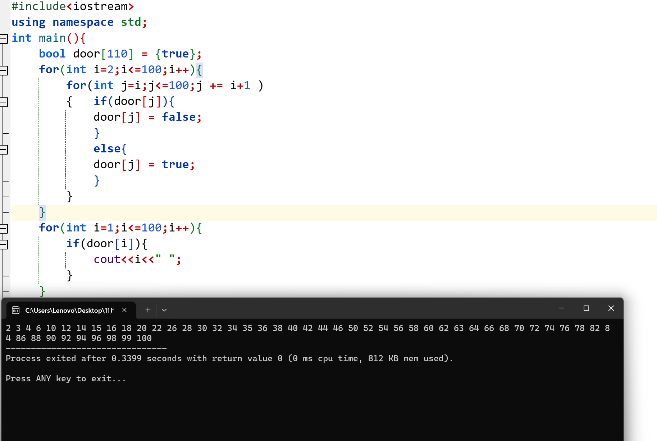 #include<iostream>
using namespace std;
int main(){
bool door[110] = {true};
for(int i=2;i<=100;i++){
for(int j=i;j<=100;j += i+1 )
{   if(door[j]){
door[j] = false;
}
else{
door[j] = true;
}
}
}
for(int i=1;i<=100;i++){
if(door[i]){
cout<<i<<" ";
}
}
C:\Users\Lenovo\Desktop\
2 3 4 6 10 12 14 15 16 18 20 22 26 28 30 32 34 35 36 38 40 42 44 46 50 52 54 56 58 60 62 63 64 66 68 70 72 74 76 78 82 8
4 86 88 90 92 94 96 98 99 100
--------------------------------
Process exited after 0.3399 seconds with return value 0 (0 ms cpu time, 812 KB mem used).
Press ANY key to exit...